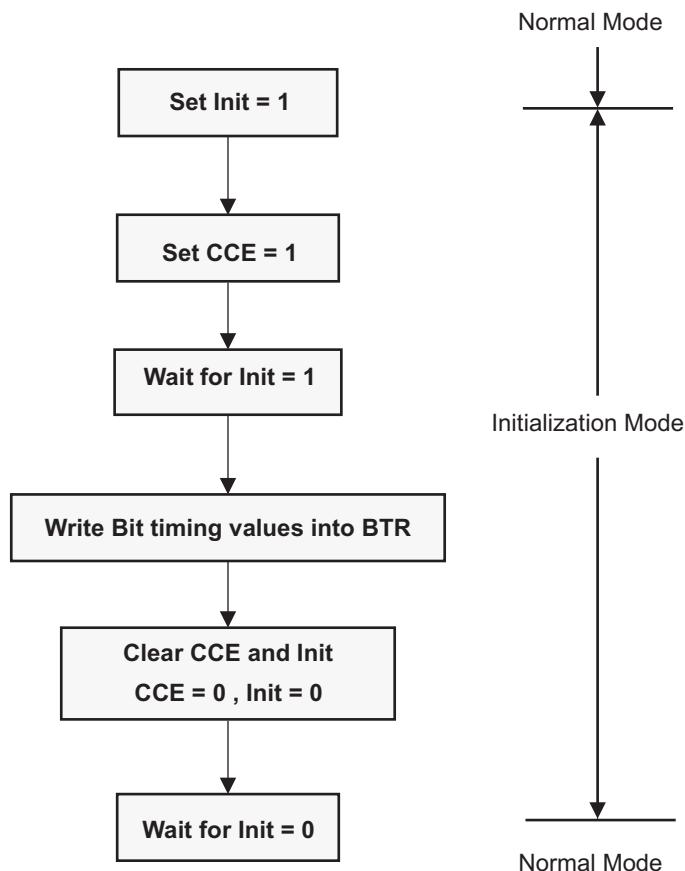 Normal Mode
Set Init = 1
Set CCE = 1
Wait for Init = 1
Initialization Mode
Write Bit timing values into BTR
Clear CCE and Init
CCE = 0 , Init = 0
Wait for Init = 0
Normal Mode